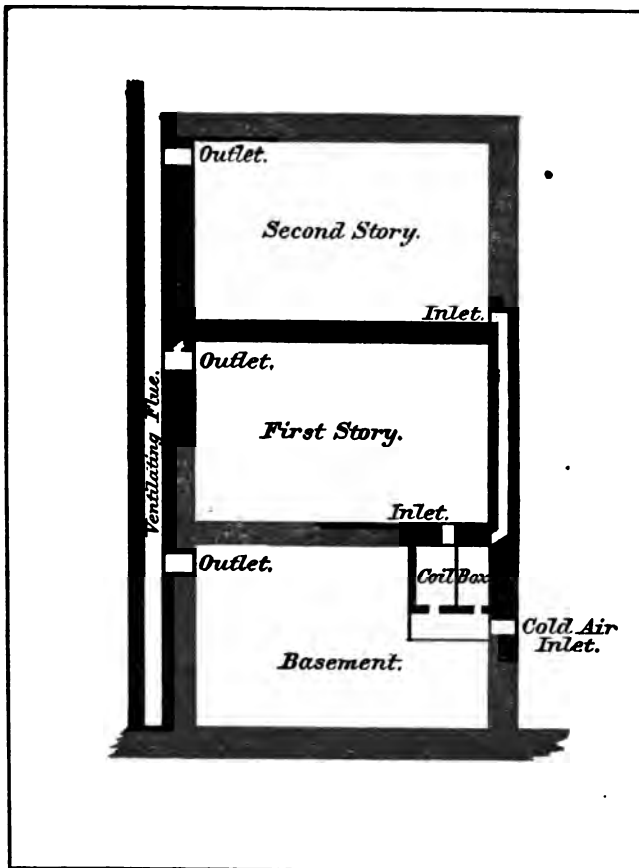 Outlet.
Second Story.
Inlet.
Outlet.
Ventilating Flue.
First Story.
Inlet.
Outlet.
Coil Box
Cold Air
Inlet.
Basement.